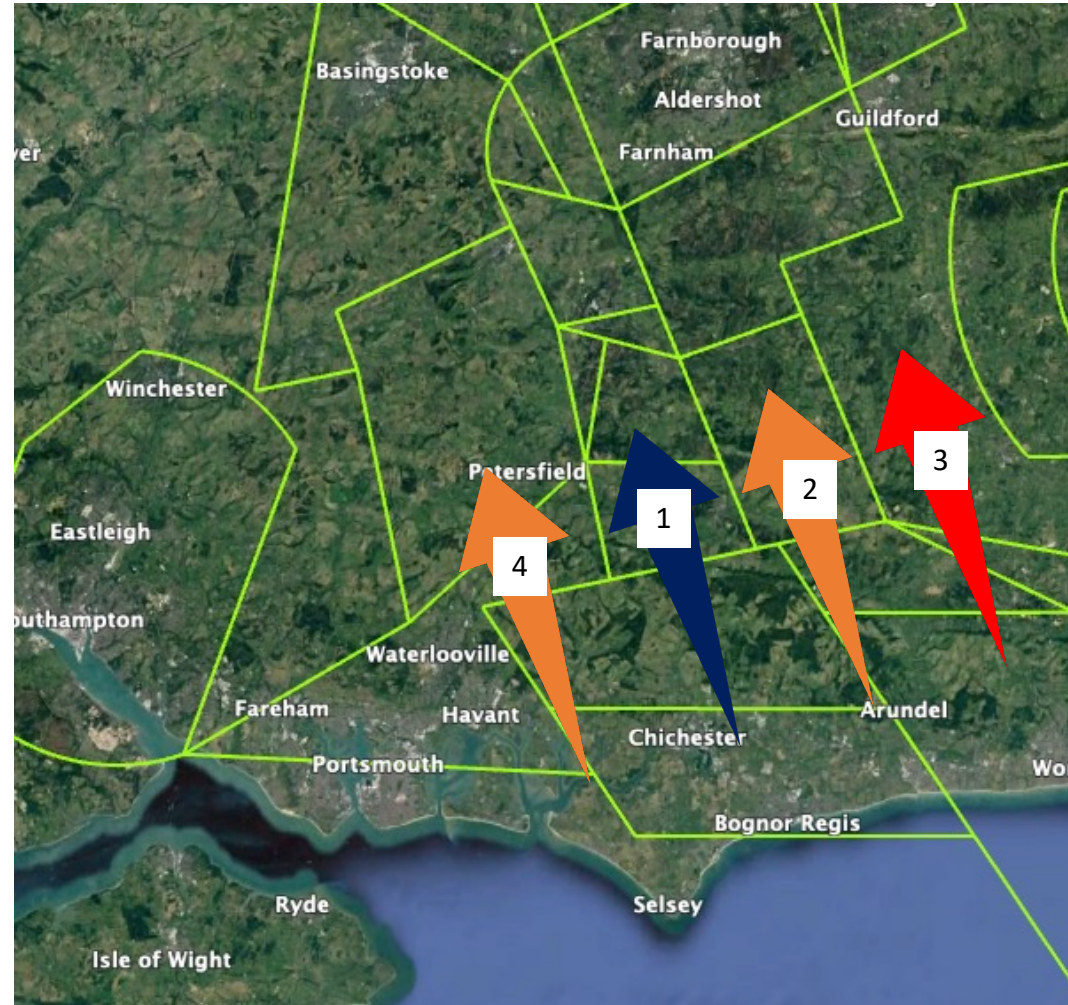 Farnborough
Basingstoke
Aldershot
Guildford
Farnham
ver
Winchester
Petersfield
3
2
1
Eastleigh
4
outhampton
Waterlooville
Fareham
Havant
Arundel
Chichester
Portsmouth
Wo
Bognor Regis
Ryde
Selsey
Isle of Wight